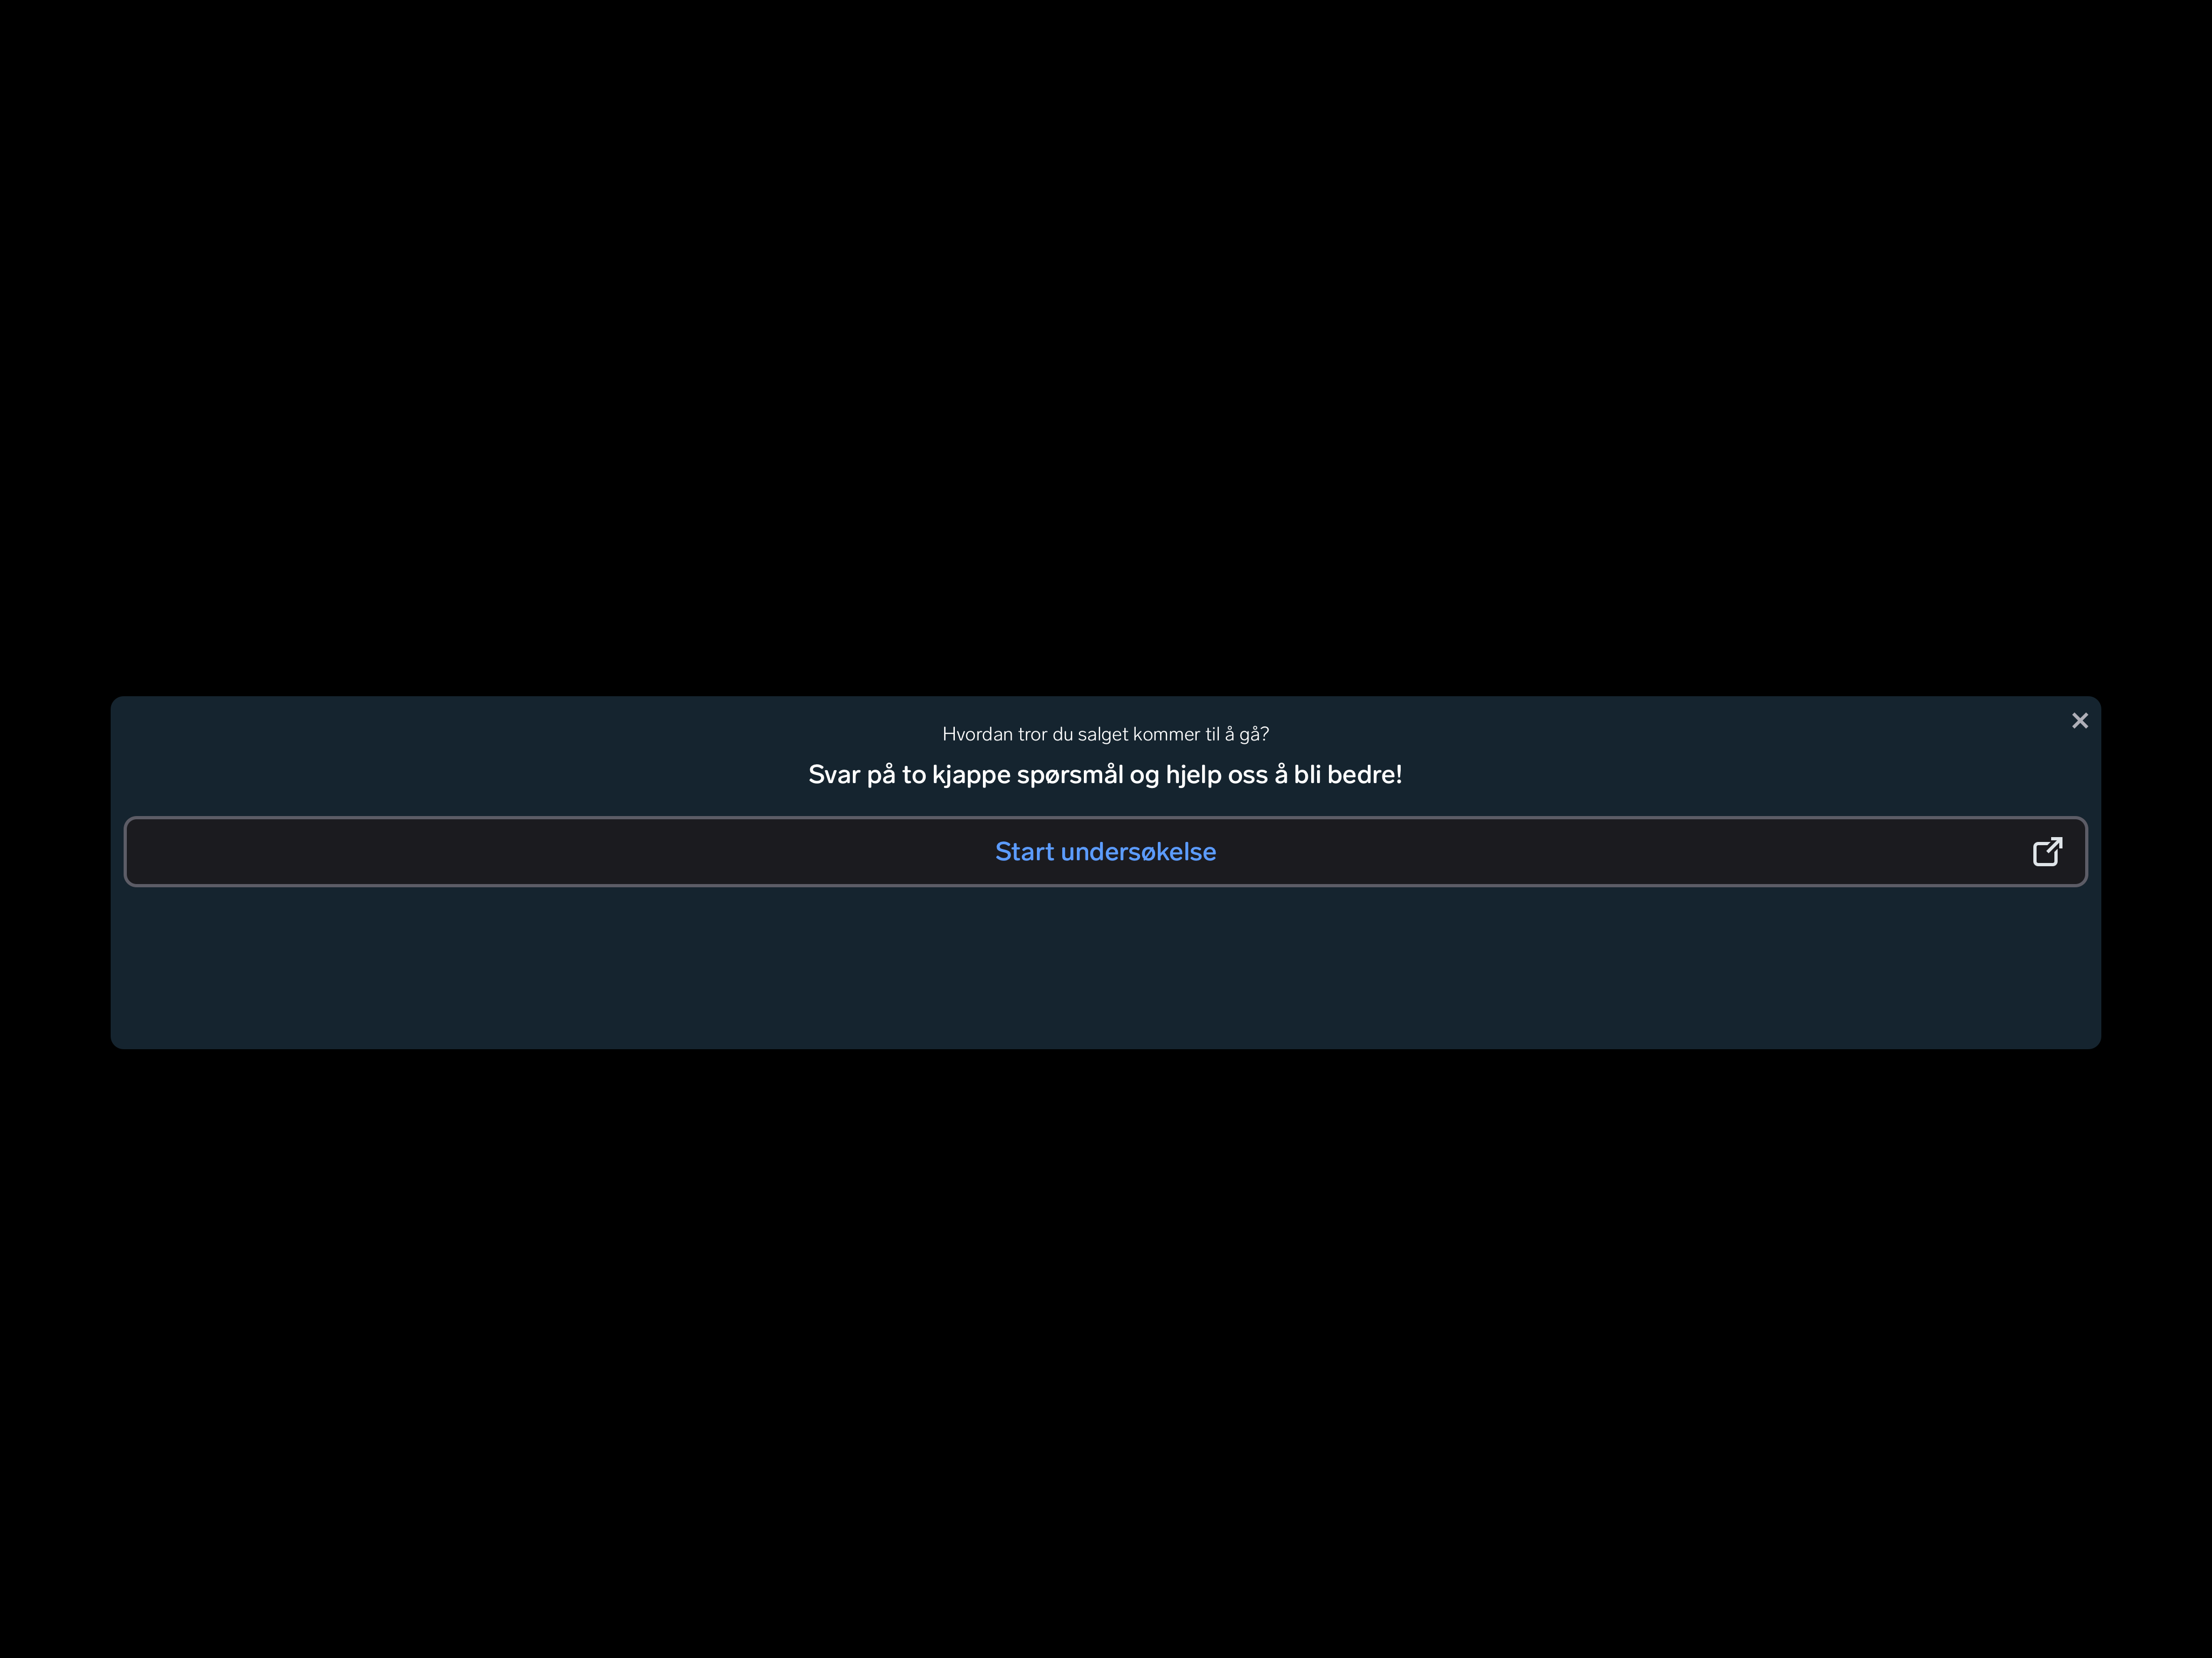 Hvordan tror du salget kommer til å gå?
Svar på to kjappe spørsmål og hjelp oss å bli bedre!
Start undersøkelse